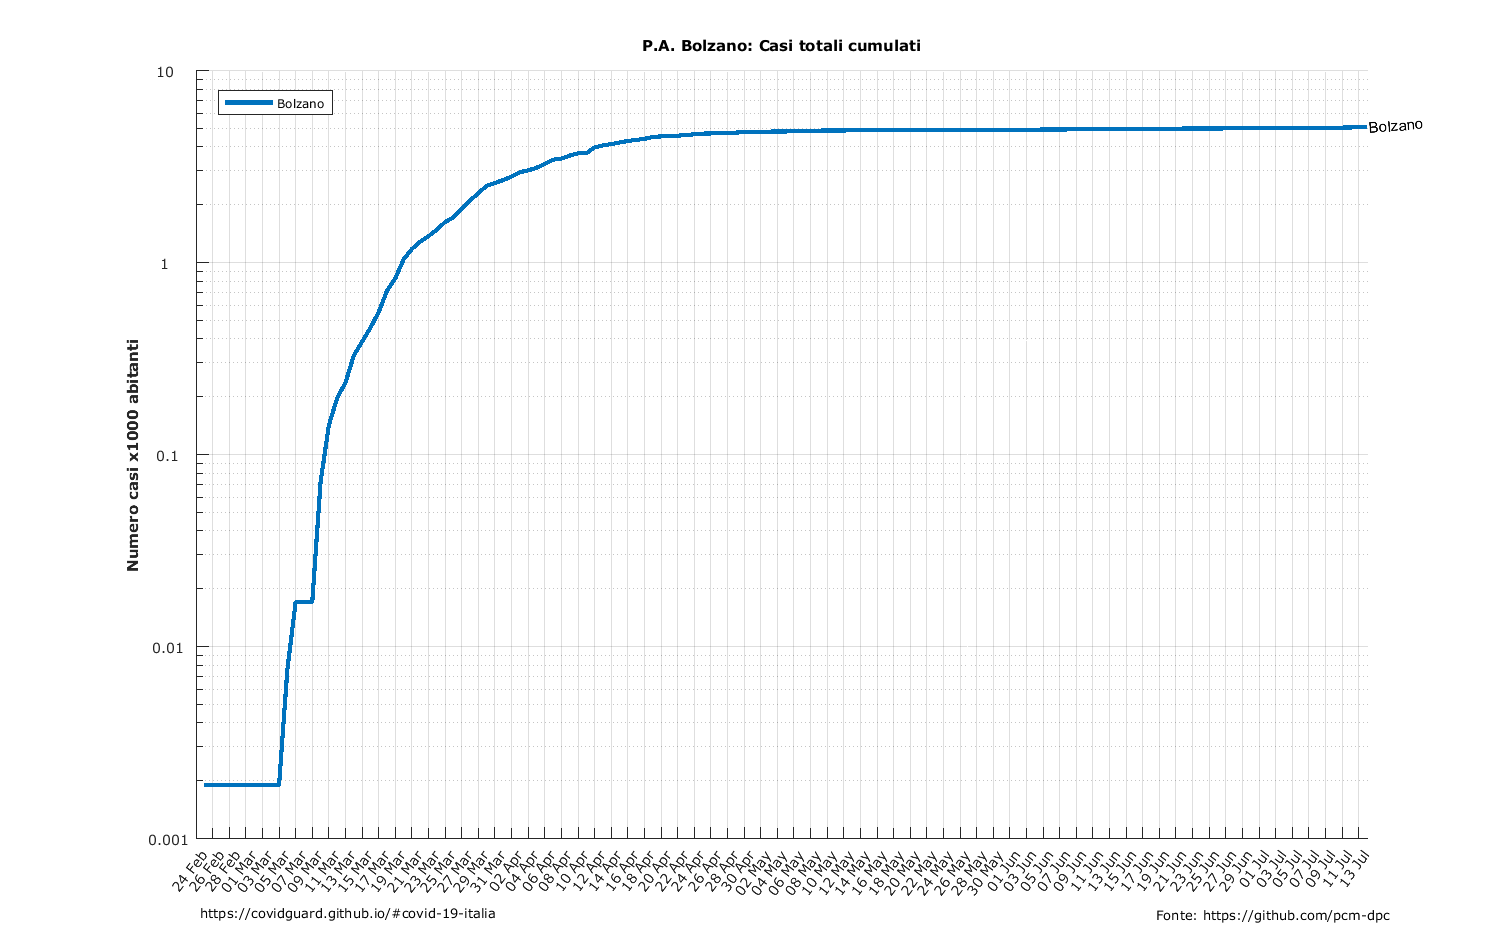 P.A. Bolzano: Casi totali cumulati
10
1
0.1
0.01
0.001
Numero casi x1000 abitanti
Bolzano
Bolzano
24 Feb
26 Feb
28 Feb
01 Mar
03 Mar
05 Mar
07 Mar
09 Mar
11 Mar
13 Mar
15 Mar
17 Mar
19 Mar
21 Mar
23 Mar
25 Mar
27 Mar
29 Mar
31 Mar
02 Apr
04 Apr
06 Apr
08 Apr
10 Apr
12 Apr
14 Apr
16 Apr
18 Apr
20 Apr
22 Apr
24 Apr
26 Apr
28 Apr
30 Apr
02 May
04 May
06 May
08 May
10 May
12 May
14 May
16 May
18 May
20 May
22 May
24 May
26 May
28 May
30 May
01 Jun
03 Jun
05 Jun
07 Jun
09 Jun
11 Jun
13 Jun
15 Jun
17 Jun
19 Jun
21 Jun
23 Jun
25 Jun
27 Jun
29 Jun
01 Jul
03 Jul
05 Jul
07 Jul
09 Jul
11 Jul
13 Jul
https://covidguard.github.io/#covid-19-italia
Fonte: https://github.com/pcm-dpc